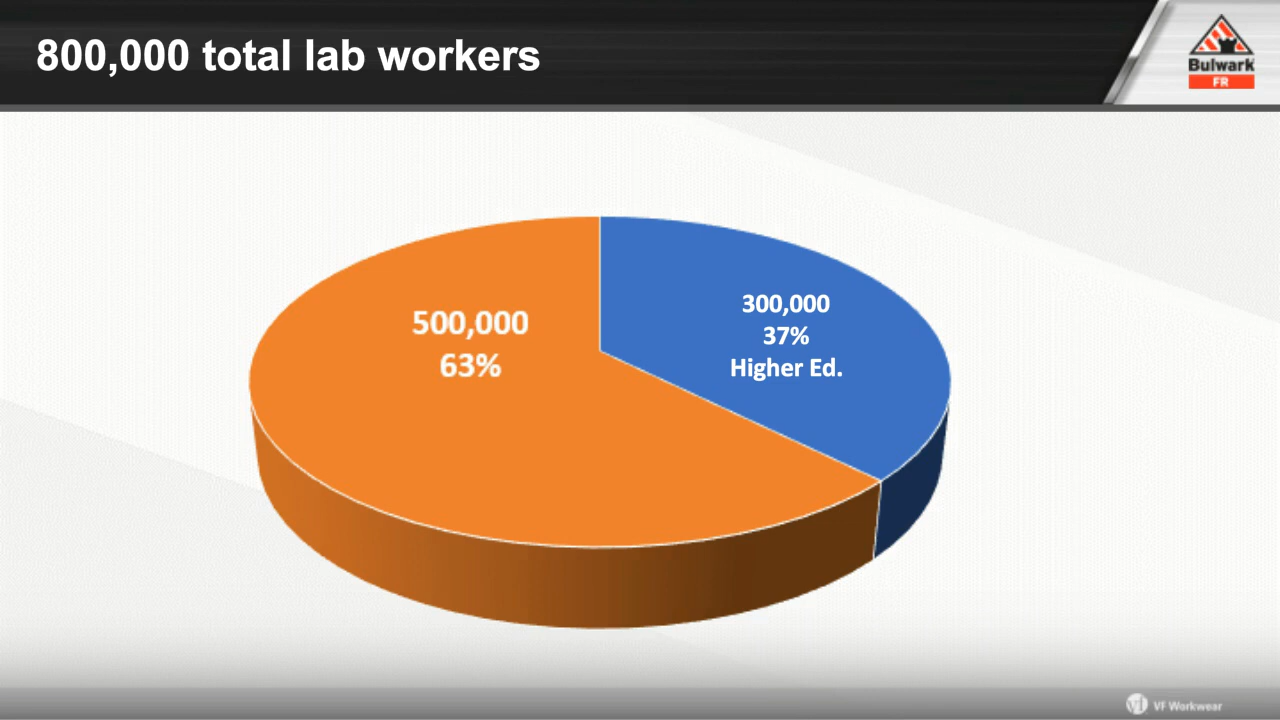 800,000 total lab workers
Bulwark
FR
500,000
63%
300,000
37%
Higher Ed.
VF Workwear